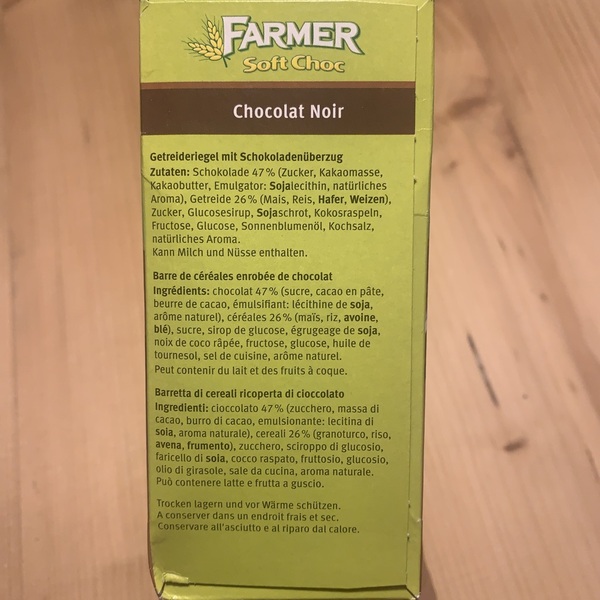 FARMER
Soft Choc
Chocolat Noir
Getreideriegel mit Schokoladenüberzug
Zutaten: Schokolade 47% (Zucker, Kakaomasse,
Kakaobutter, Emulgator: Sojalecithin, natürliches
Aroma), Getreide 26% (Mais, Reis, Hafer, Weizen),
Zucker, Glucosesirup, Sojaschrot, Kokosraspeln,
Fructose, Glucose, Sonnenblumenöl, Kochsalz,
natürliches Aroma.
Kann Milch und Nüsse enthalten.
Barre de céréales enrobée de chocolat
Ingrédients: chocolat 47% (sucre, cacao en pâte,
beurre de cacao, émulsifiant: lécithine de soja,
arôme naturel), céréales 26% (maïs, riz, avoine,
blé), sucre, sirop de glucose, égrugeage de soja,
noix de coco râpée, fructose, glucose, huile de
tournesol, sel de cuisine, arôme naturel.
Peut contenir du lait et des fruits à coque.
Barretta di cereali ricoperta di cioccolato
Ingredienti: cioccolato 47% (zucchero, massa di
cacao, burro di cacao, emulsionante: lecitina di
soia, aroma naturale), cereali 26% (granoturco, riso,
avena, frumento), zucchero, sciroppo di glucosio,
faricello di soia, cocco raspato, fruttosio, glucosio,
olio di girasole, sale da cucina, aroma naturale.
Può contenere latte e frutta a guscio.
Trocken lagern und vor Wärme schützen.
A conserver dans un endroit frais et sec.
Conservare all'asciutto e al riparo dal calore.